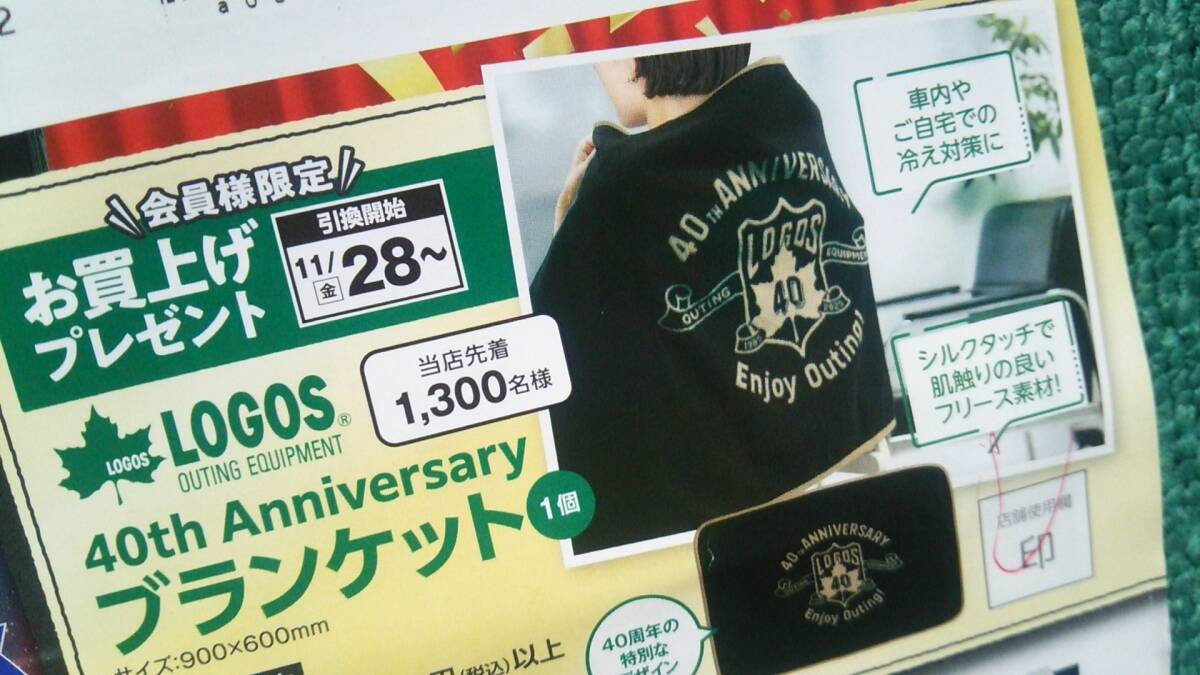 2
会員様限定
お買上げ
プレゼント
引換開始
11/
金
28～
当店先着
1,300名様
LOGOS
LOGOS®
OUTING EQUIPMENT
40th Anniversary
ブランケット
1個
サイズ:900×600mm
(税込)以上
40TH ANNIVERSARY
LOGOS
40
OUTING
EQUIPMENT
1985
2025
Enjoy Outing!
車内や
ご自宅での
冷え対策に
シルクタッチで
肌触りの良い
フリース素材!
店舗使用欄
印
40TH ANNIVERSARY
LOGOS
40
Enjoy Outing!
40周年の
特別な
デザイン